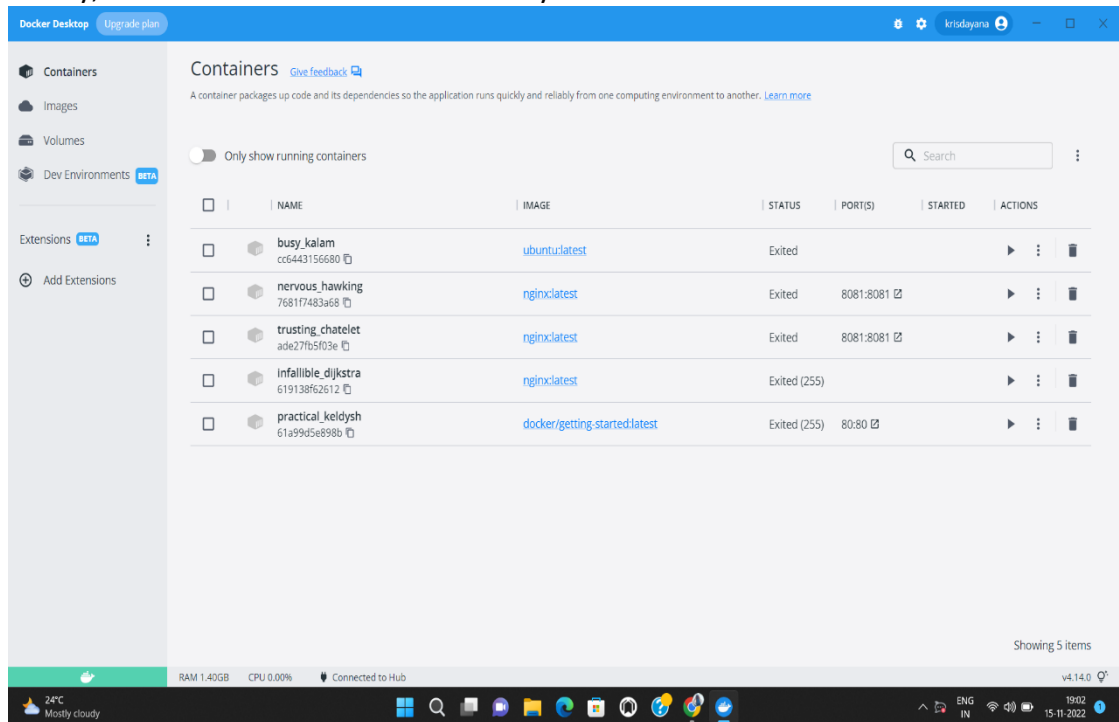 Docker Desktop Upgrade plan krisdayana
Containers
Images
Volumes
Dev Environments BETA
Extensions BETA
Add Extensions
Containers Give feedback
A container packages up code and its dependencies so the application runs quickly and reliably from one computing environment to another. Learn more
Only show running containers Search
NAME IMAGE STATUS PORT(S) STARTED ACTIONS
busy_kalam ubuntu:latest Exited
cc6443156680
nervous_hawking nginx:latest Exited 8081:8081
7681f7483a68
trusting_chatelet nginx:latest Exited 8081:8081
ade27fb5f03e
infallible_dijkstra nginx:latest Exited (255)
619138f62612
practical_keldysh docker/getting-started:latest Exited (255) 80:80
61a99d5e898b
Showing 5 items
RAM 1.40GB CPU 0.00% Connected to Hub v4.14.0
24°C ENG 19:02
Mostly cloudy IN 15-11-2022